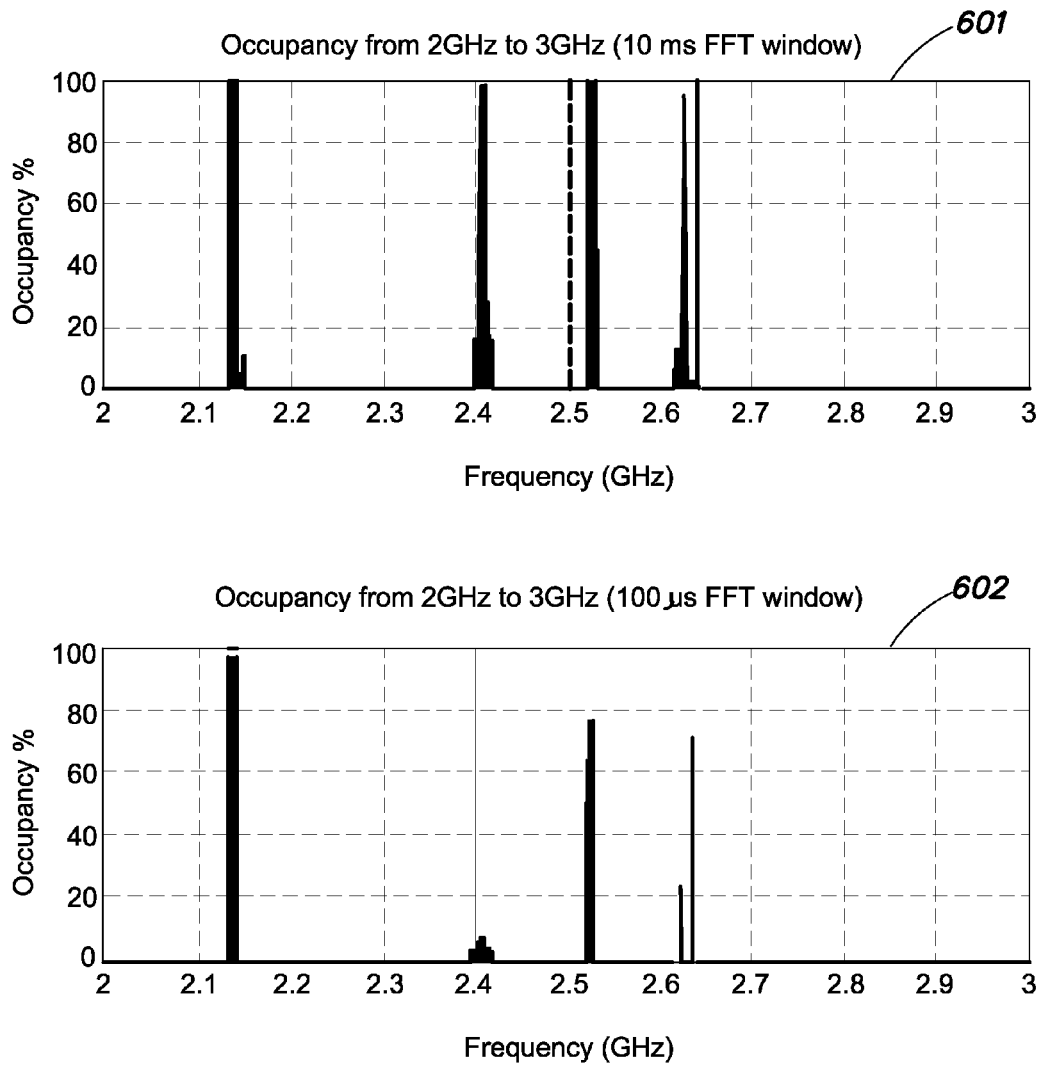 601
Occupancy from 2GHz to 3GHz (10 ms FFT window)
Occupancy %
100
80
60
40
20
0
2 2.1 2.2 2.3 2.4 2.5 2.6 2.7 2.8 2.9 3
Frequency (GHz)
602
Occupancy from 2GHz to 3GHz (100 µs FFT window)
Occupancy %
100
80
60
40
20
0
2 2.1 2.2 2.3 2.4 2.5 2.6 2.7 2.8 2.9 3
Frequency (GHz)